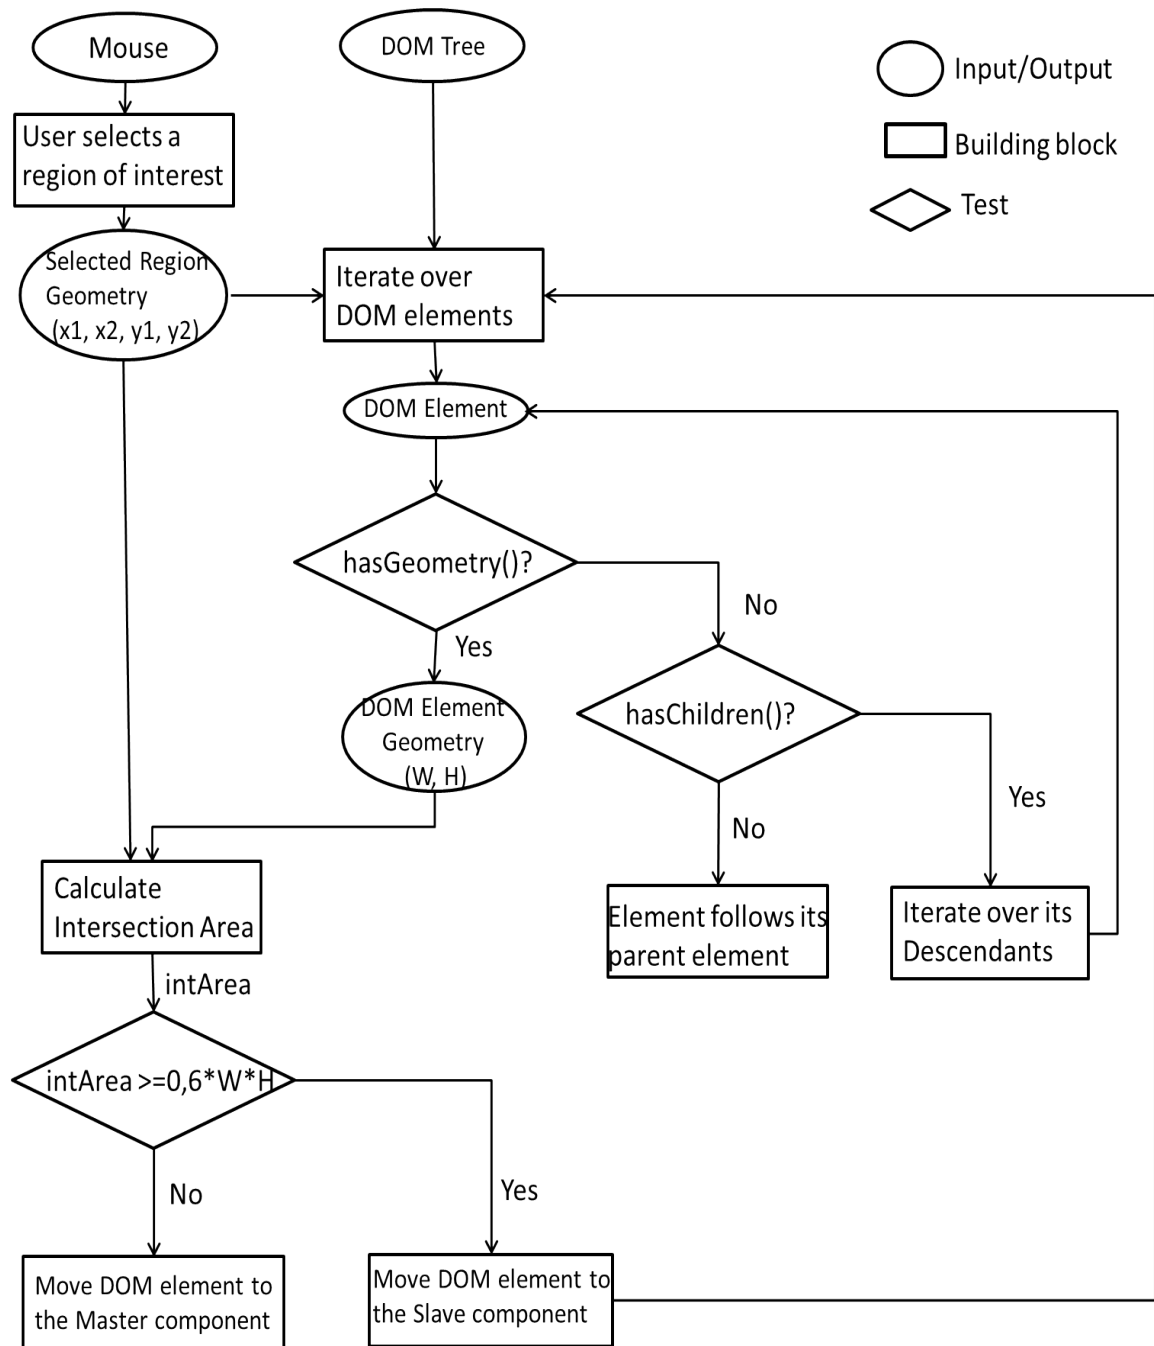 Mouse
DOM Tree
Input/Output
User selects a
region of interest
Building block
Test
Selected Region
Geometry
(x1, x2, y1, y2)
Iterate over
DOM elements
DOM Element
hasGeometry()?
No
Yes
DOM Element
Geometry
(W, H)
hasChildren()?
Yes
No
Calculate
Intersection Area
Element follows its
parent element
Iterate over its
Descendants
intArea
intArea >=0,6*W*H
No
Yes
Move DOM element to
the Master component
Move DOM element to
the Slave component